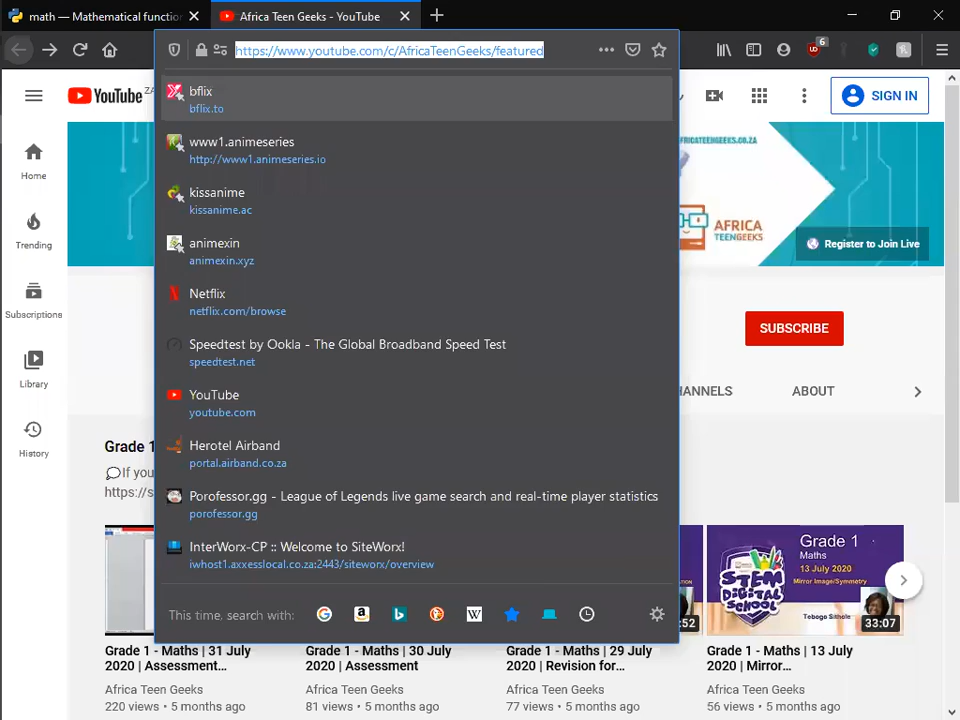 math — Mathematical function
Africa Teen Geeks - YouTube
https://www.youtube.com/c/AfricaTeenGeeks/featured
6
bflix
bflix.to
www1.animeseries
http://www1.animeseries.io
kissanime
kissanime.ac
animexin
animexin.xyz
Netflix
netflix.com/browse
Speedtest by Ookla - The Global Broadband Speed Test
speedtest.net
YouTube
youtube.com
Herotel Airband
portal.airband.co.za
Porofessor.gg - League of Legends live game search and real-time player statistics
porofessor.gg
InterWorx-CP :: Welcome to SiteWorx!
iwhost1.axxesslocal.co.za:2443/siteworx/overview
This time, search with:
YouTube
SIGN IN
Home
Trending
Subscriptions
Library
History
AFRICATEENGEEKS.CO.ZA
AFRICA
TEENGEEKS
Register to Join Live
SUBSCRIBE
HANNELS
ABOUT
Grade 1
If you
https://s
:52
Grade 1
Maths
13 July 2020
Mirror Image/Symmetry
STEM
DIGITAL
SCHOOL
Tebogo Sithole
33:07
Grade 1 - Maths | 31 July
2020 | Assessment...
Africa Teen Geeks
220 views • 5 months ago
Grade 1 - Maths | 30 July
2020 | Assessment
Africa Teen Geeks
81 views • 5 months ago
Grade 1 - Maths | 29 July
2020 | Revision for...
Africa Teen Geeks
77 views • 5 months ago
Grade 1 - Maths | 13 July
2020 | Mirror...
Africa Teen Geeks
56 views • 5 months ago